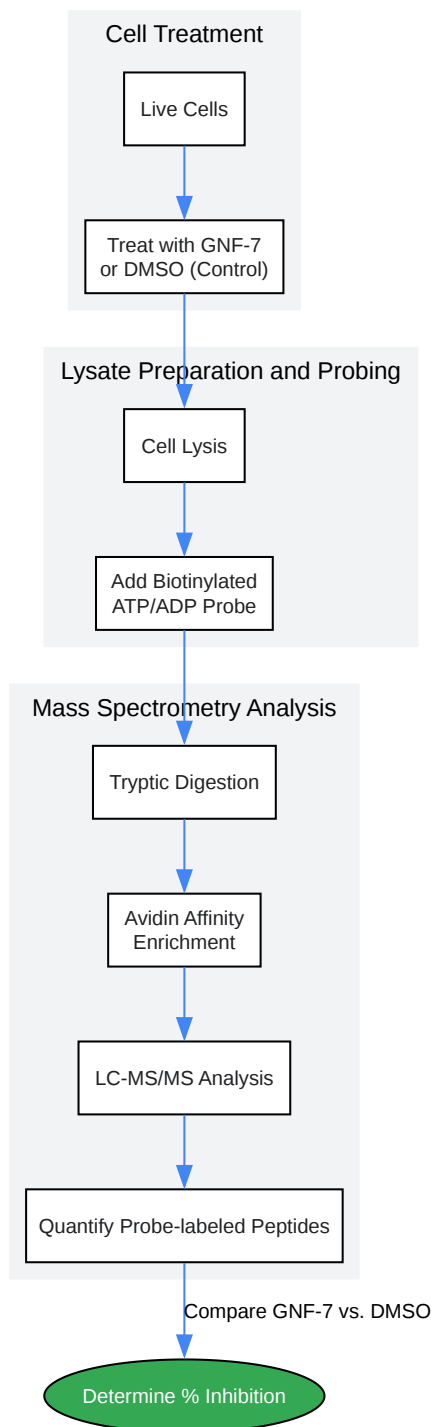 Cell Treatment
Live Cells
Treat with GNF-7
or DMSO (Control)
Lysate Preparation and Probing
Cell Lysis
Add Biotinylated
ATP/ADP Probe
Mass Spectrometry Analysis
Tryptic Digestion
Avidin Affinity
Enrichment
LC-MS/MS Analysis
Quantify Probe-labeled Peptides
Compare GNF-7 vs. DMSO
Determine % Inhibition